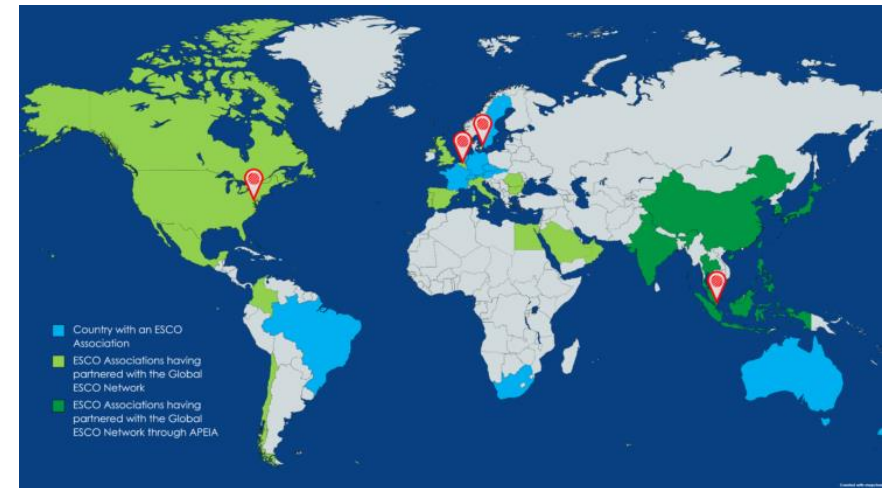 Country with an ESCO
Association
ESCO Associations having
partnered with the Global
ESCO Network
ESCO Associations having
partnered with the Global
ESCO Network through APEIA